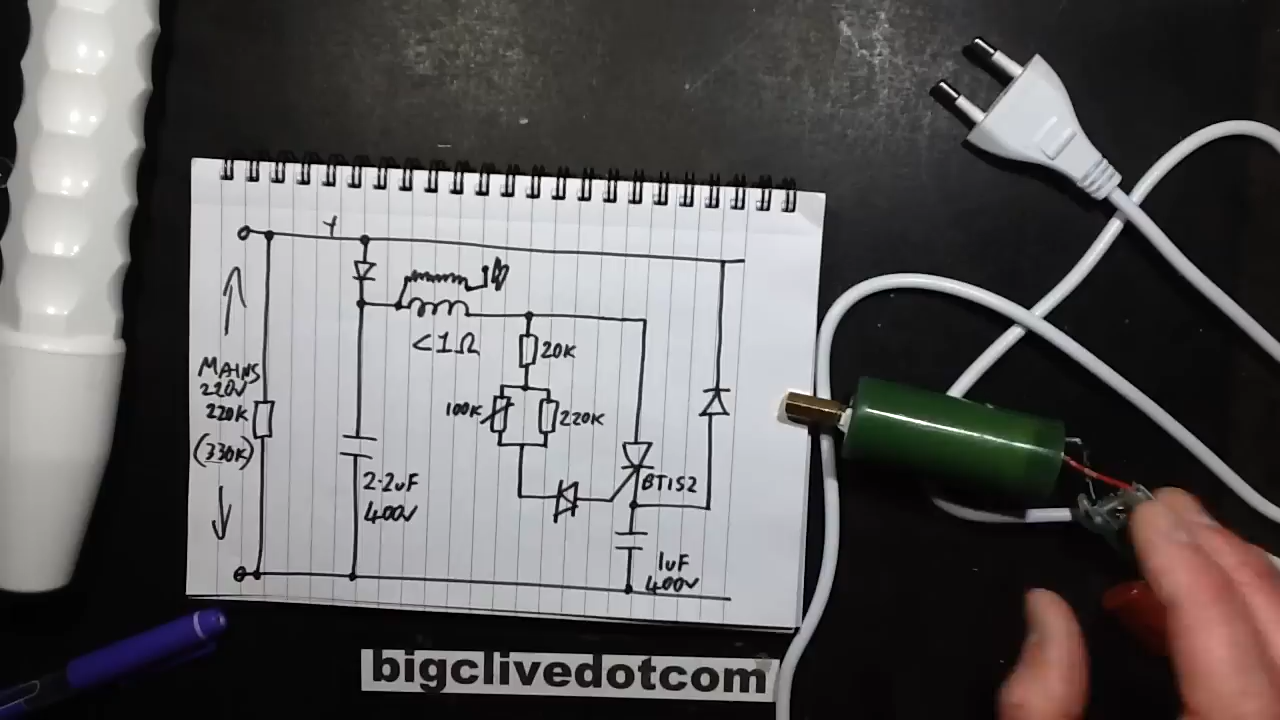 +
<1Ω
20K
MAINS
220V
220K
(330K)
100K
220K
BT152
2.2uF
400V
1uF
400V
bigclivedotcom